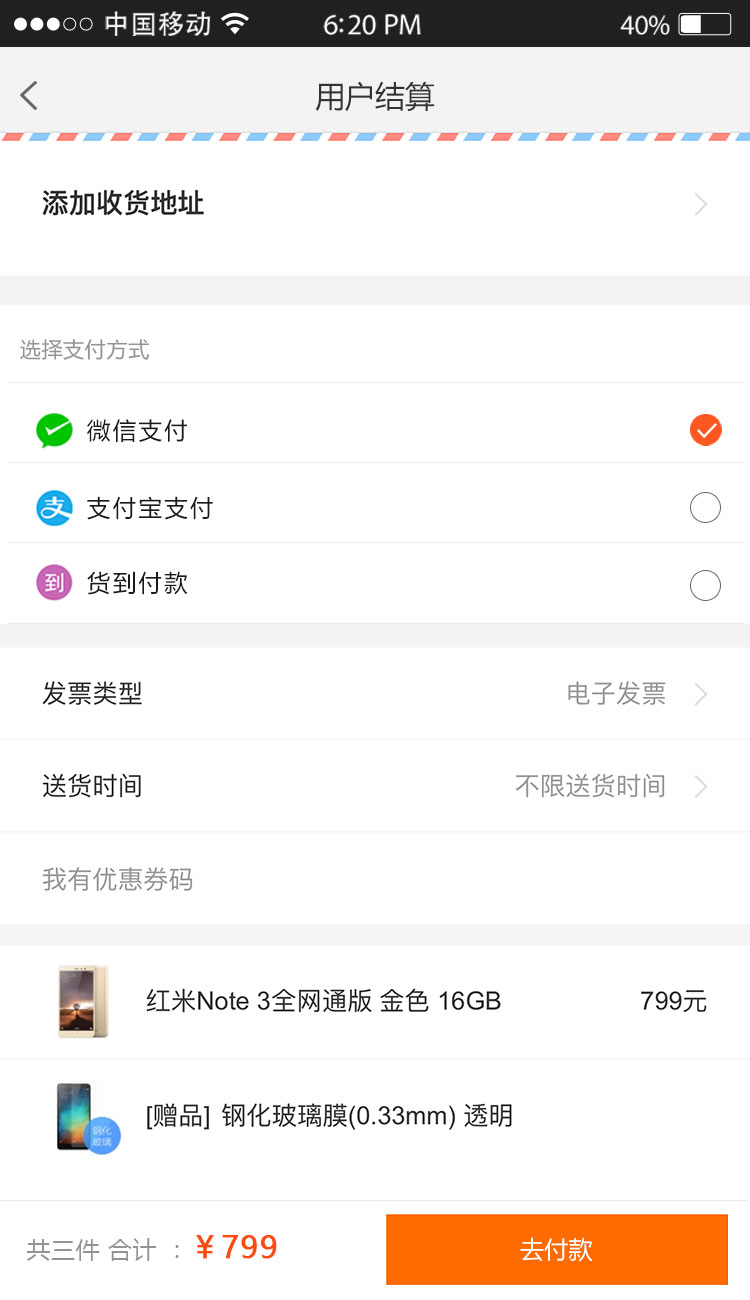 中国移动 6:20 PM 40%
用户结算
添加收货地址
选择支付方式
微信支付
支 支付宝支付
到 货到付款
发票类型 电子发票
送货时间 不限送货时间
我有优惠券码
红米Note 3全网通版 金色 16GB 799元
[赠品] 钢化玻璃膜(0.33mm) 透明
钢化
玻璃
共三件 合计 : ¥ 799 去付款